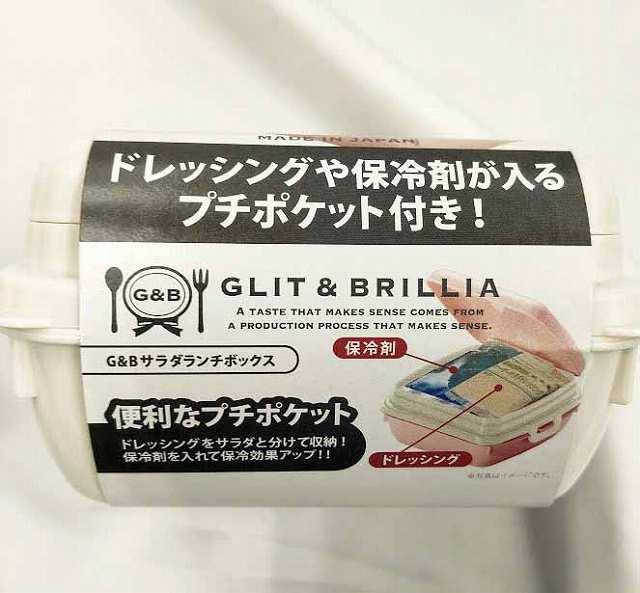 MADE IN JAPAN
ドレッシングや保冷剤が入る
プチポケット付き！
G&B
GLIT & BRILLIA
A TASTE THAT MAKES SENSE COMES FROM
A PRODUCTION PROCESS THAT MAKES SENSE.
保冷剤
G&Bサラダランチボックス
便利なプチポケット
ドレッシングをサラダと分けて収納！
保冷剤を入れて保冷効果アップ！！
ドレッシング